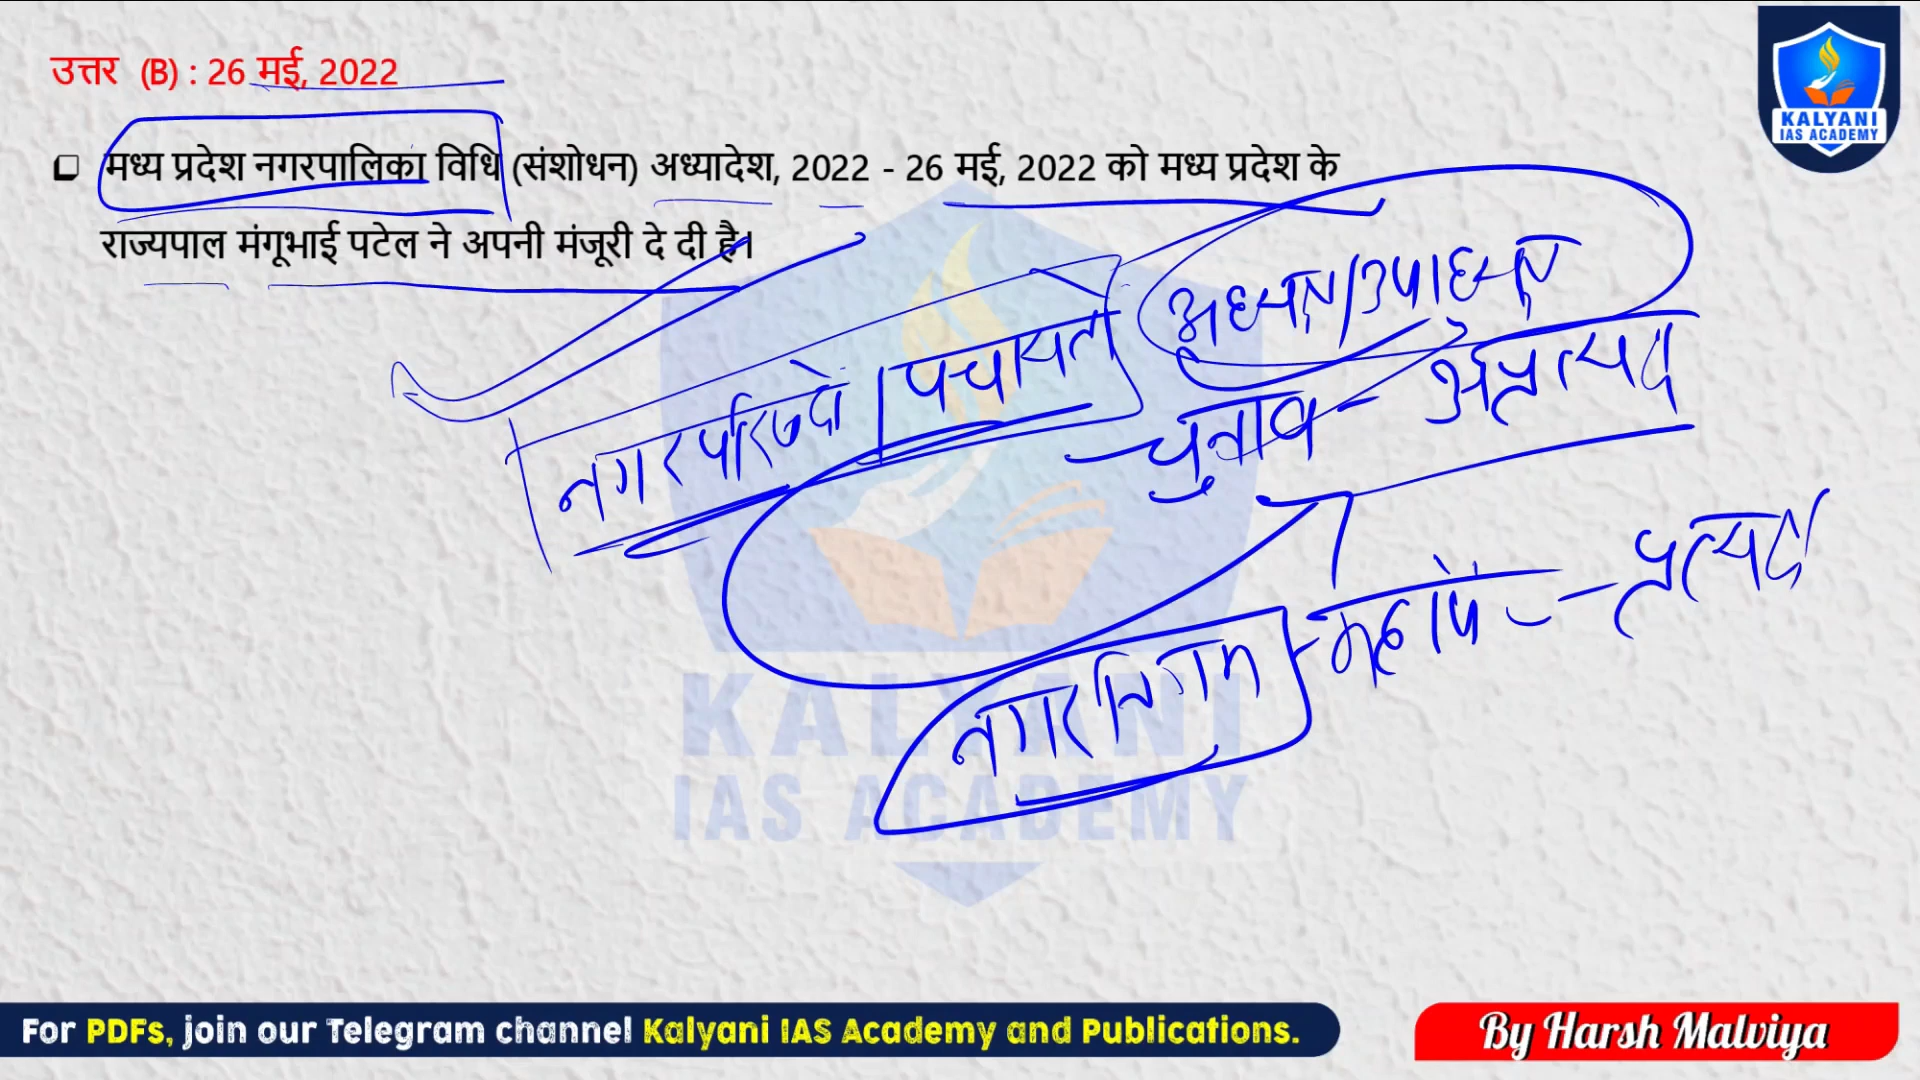 उत्तर (B) : 26 मई, 2022
मध्य प्रदेश नगरपालिका विधि (संशोधन) अध्यादेश, 2022 - 26 मई, 2022 को मध्य प्रदेश के
राज्यपाल मंगूभाई पटेल ने अपनी मंजूरी दे दी है।
KALYANI
IAS ACADEMY
अध्यक्ष/उपाध्यक्ष
नगर परिषदो / पंचायत
चुनाव - अप्रत्यक्ष
नगर निगम - महापौर - प्रत्यक्ष
KALYANI
IAS ACADEMY
For PDFs, join our Telegram channel Kalyani IAS Academy and Publications.
By Harsh Malviya